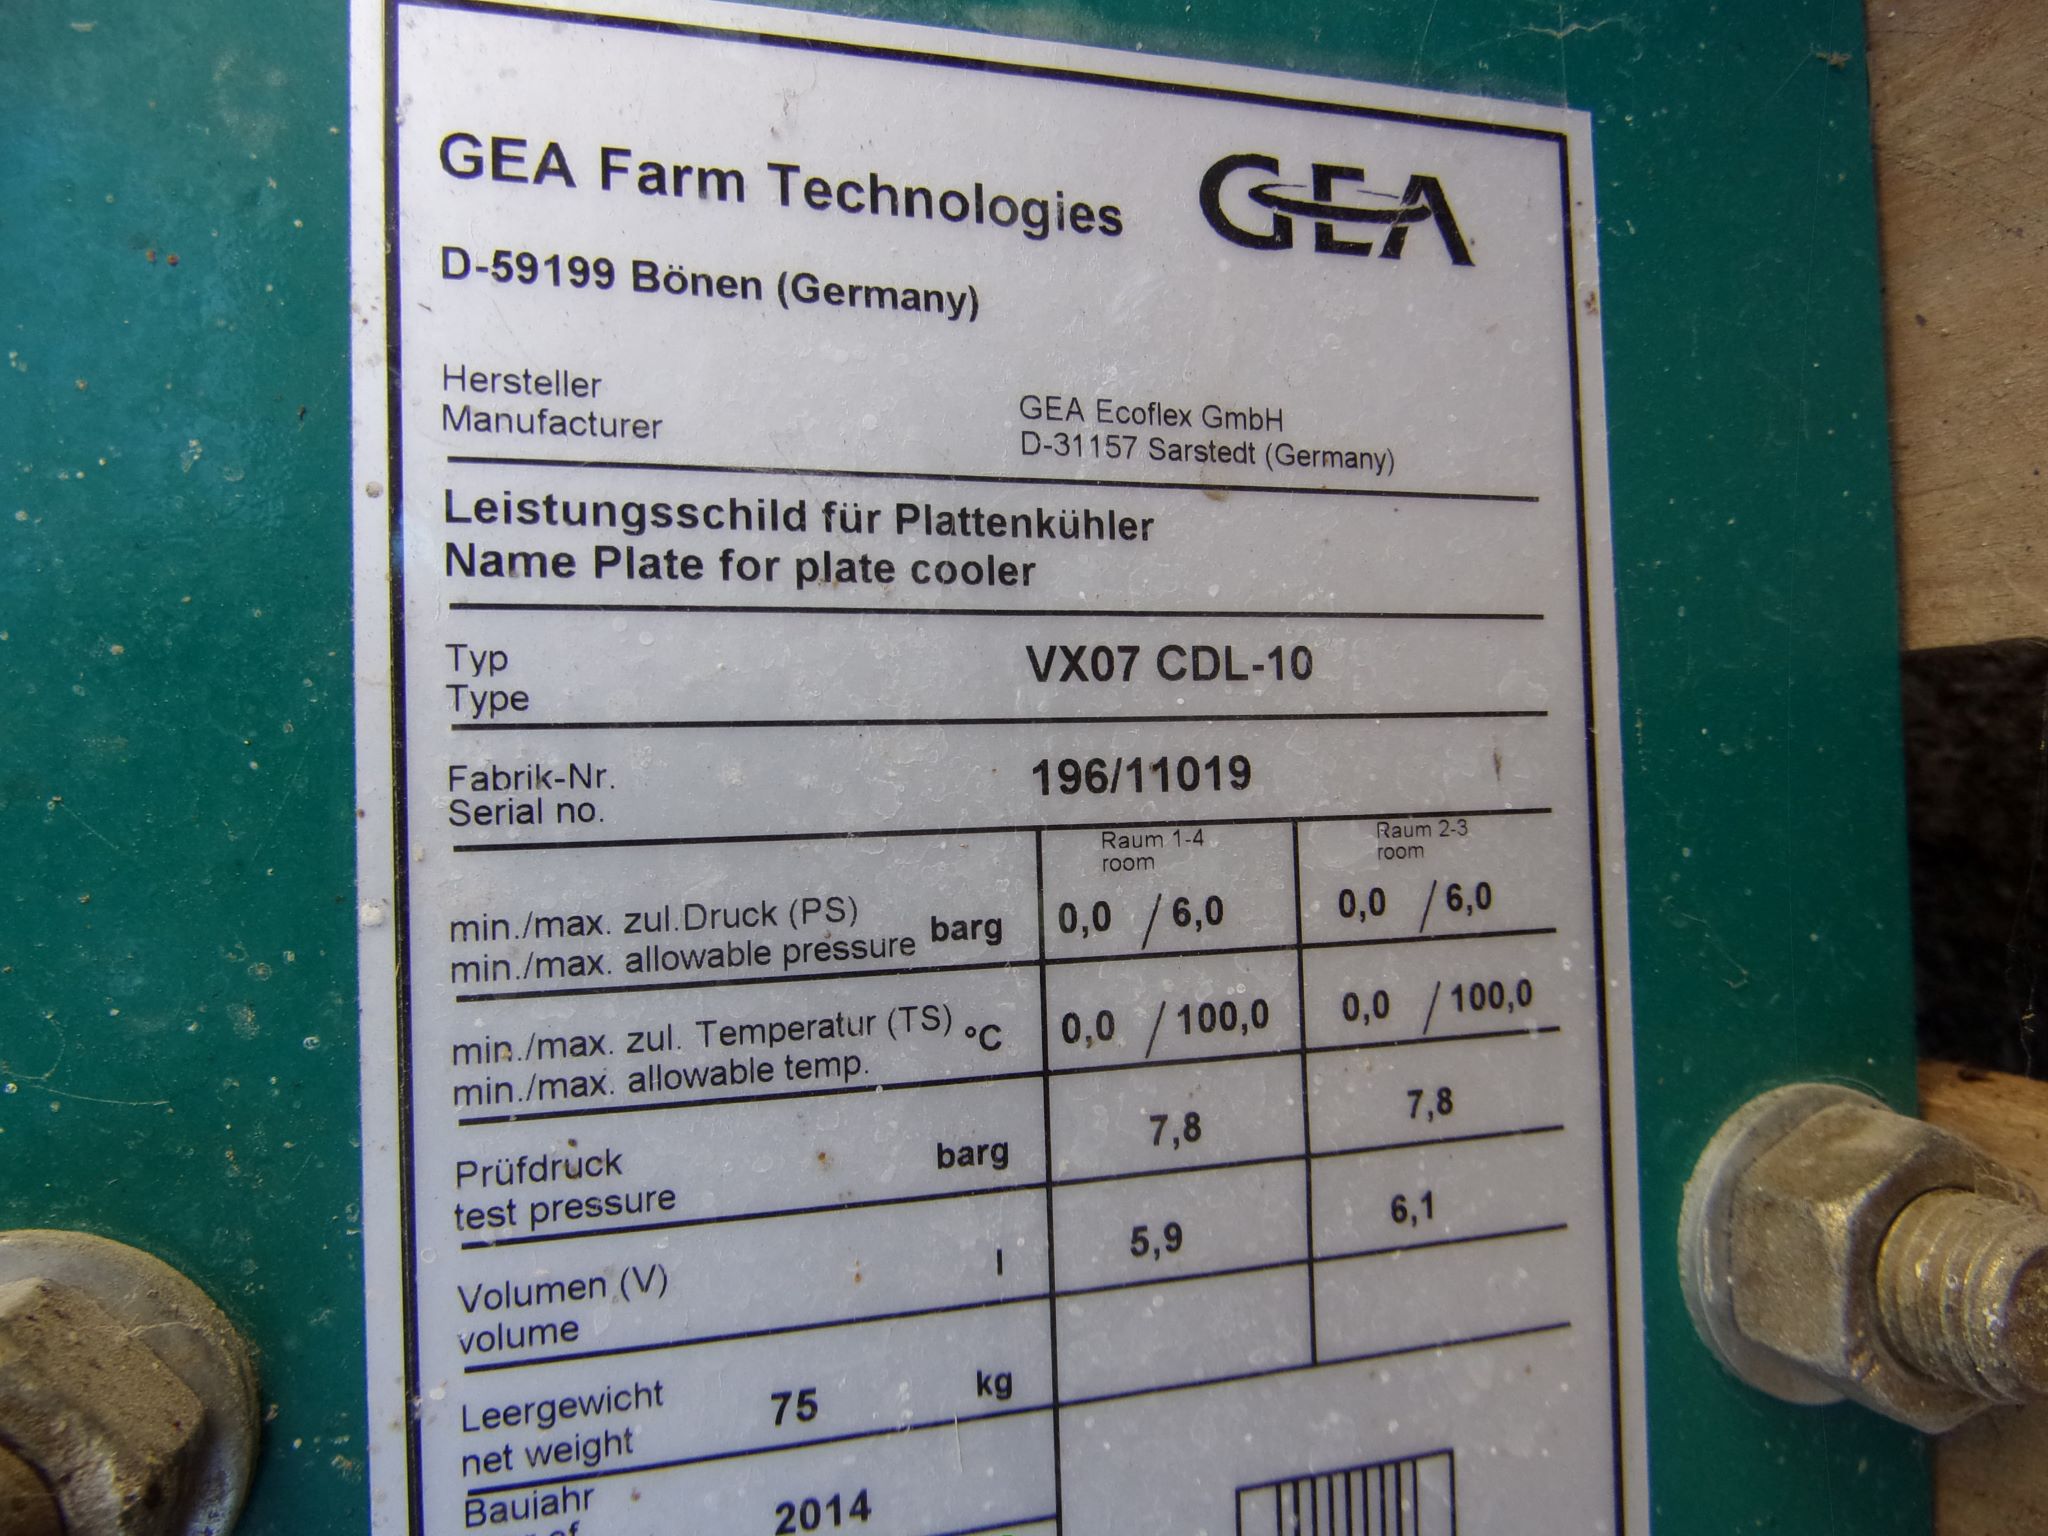 GEA Farm Technologies GEA
D-59199 Bönen (Germany)
Hersteller
Manufacturer
GEA Ecoflex GmbH
D-31157 Sarstedt (Germany)
Leistungsschild für Plattenkühler
Name Plate for plate cooler
Typ
Type
VX07 CDL-10
Fabrik-Nr.
Serial no.
196/11019
Raum 1-4
room
Raum 2-3
room
min./max. zul.Druck (PS)
min./max. allowable pressure
barg 0,0 / 6,0 0,0 / 6,0
min./max. zul. Temperatur (TS)
min./max. allowable temp.
°C 0,0 / 100,0 0,0 / 100,0
Prüfdruck
test pressure
barg 7,8 7,8
Volumen (V)
volume
l 5,9 6,1
Leergewicht
net weight
75 kg
Baujahr
of
2014